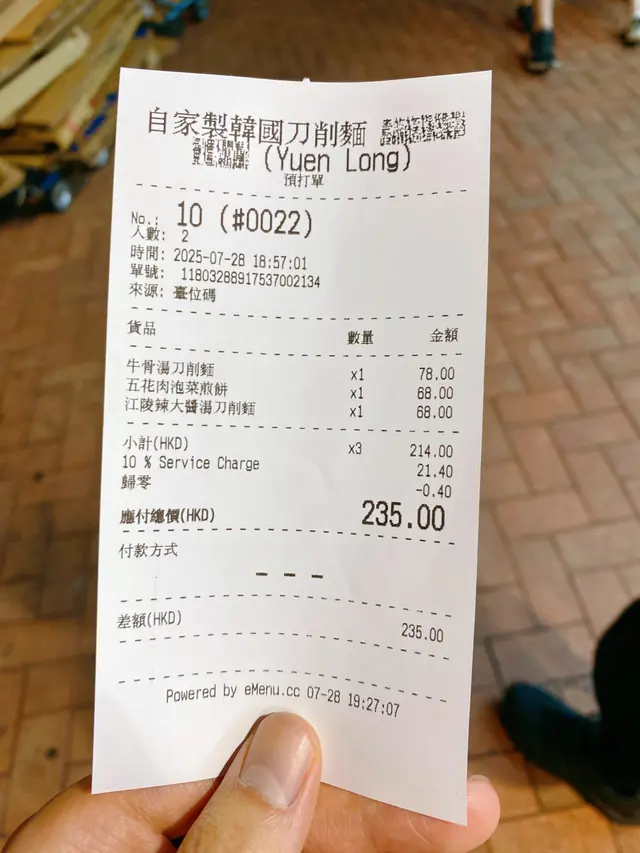 自家製韓國刀削麵
(Yuen Long)
預打單
No.: 10 (#0022)
人數: 2
時間: 2025-07-28 18:57:01
單號: 11803288917537002134
來源: 臺位碼
貨品 數量 金額
牛骨湯刀削麵 x1 78.00
五花肉泡菜煎餅 x1 68.00
江陵辣大醬湯刀削麵 x1 68.00
小計(HKD) x3 214.00
10 % Service Charge 21.40
歸零 -0.40
應付總價(HKD) 235.00
付款方式
- - -
差額(HKD) 235.00
Powered by eMenu.cc 07-28 19:27:07